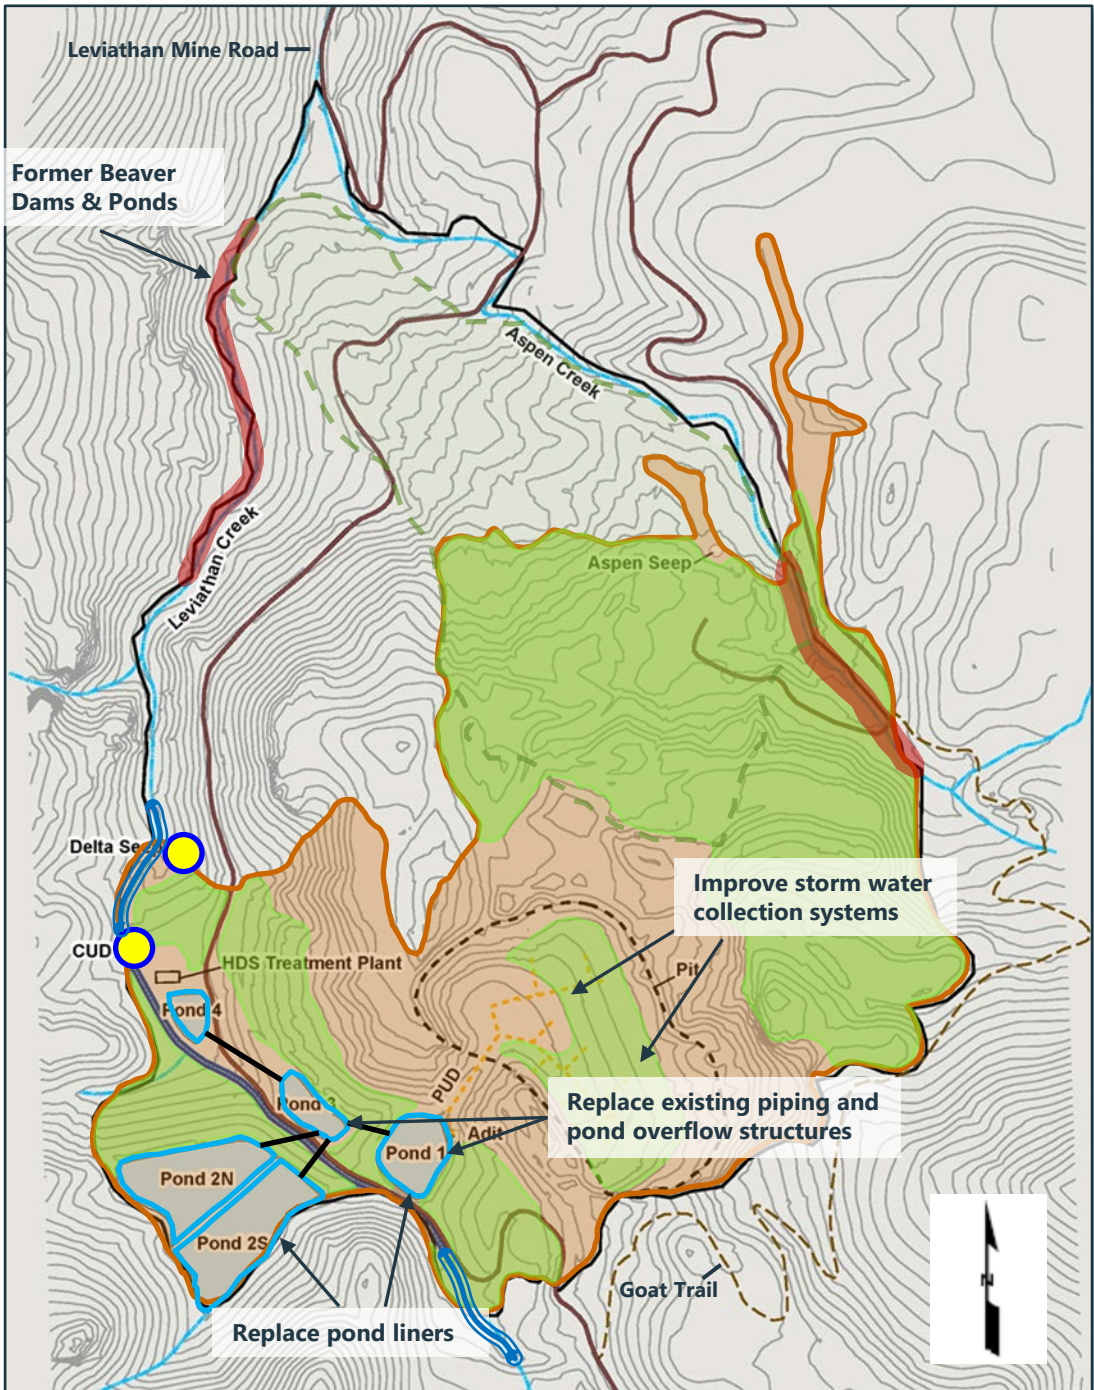 Leviathan Mine Road
Former Beaver
Dams & Ponds
Aspen Creek
Leviathan Creek
Aspen Seep
Delta Se
Improve storm water
collection systems
CUD
HDS Treatment Plant
Pit
Pond 4
PUD
Pond 3
Replace existing piping and
pond overflow structures
Adit
Pond 1
Pond 2N
Pond 2S
Goat Trail
N
Replace pond liners